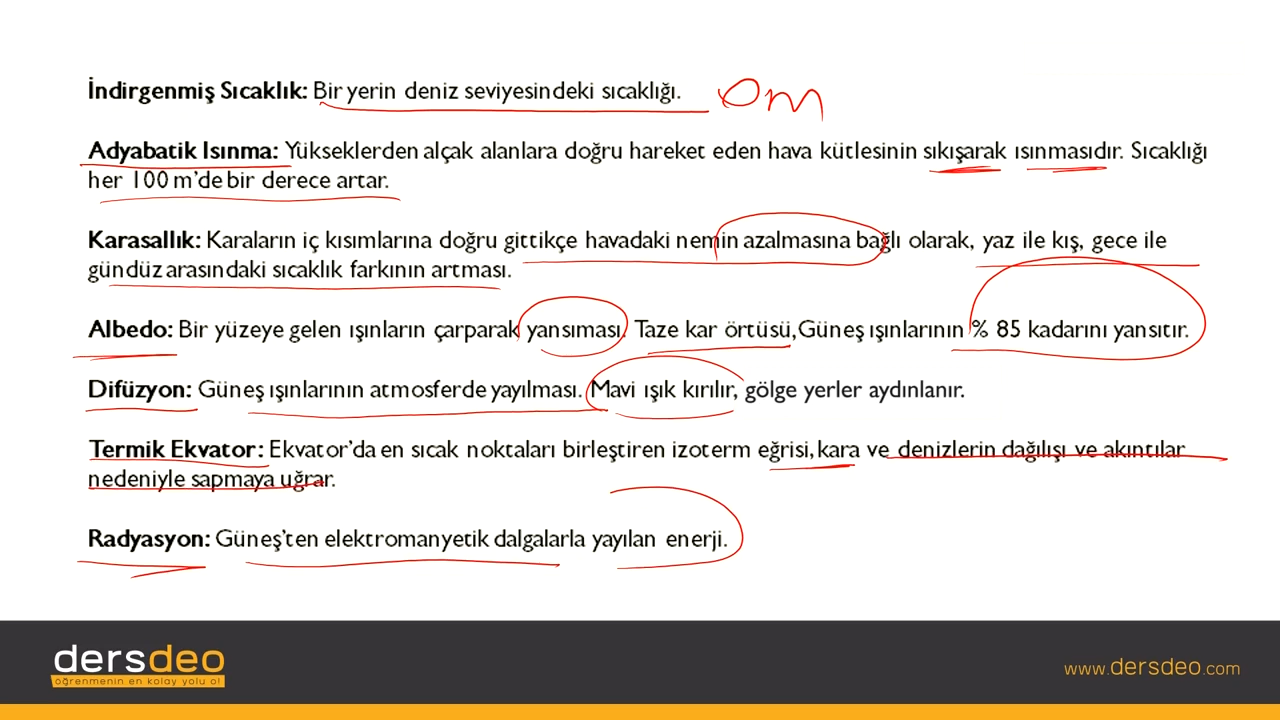 İndirgenmiş Sıcaklık: Bir yerin deniz seviyesindeki sıcaklığı. 0m
Adyabatik Isınma: Yükseklerden alçak alanlara doğru hareket eden hava kütlesinin sıkışarak ısınmasıdır. Sıcaklığı
her 100 m'de bir derece artar.
Karasallık: Karaların iç kısımlarına doğru gittikçe havadaki nemin azalmasına bağlı olarak, yaz ile kış, gece ile
gündüz arasındaki sıcaklık farkının artması.
Albedo: Bir yüzeye gelen ışınların çarparak yansıması. Taze kar örtüsü, Güneş ışınlarının % 85 kadarını yansıtır.
Difüzyon: Güneş ışınlarının atmosferde yayılması. Mavi ışık kırılır, gölge yerler aydınlanır.
Termik Ekvator: Ekvator'da en sıcak noktaları birleştiren izoterm eğrisi, kara ve denizlerin dağılışı ve akıntılar
nedeniyle sapmaya uğrar.
Radyasyon: Güneş'ten elektromanyetik dalgalarla yayılan enerji.
dersdeo
öğrenmenin en kolay yolu o!
www.dersdeo.com